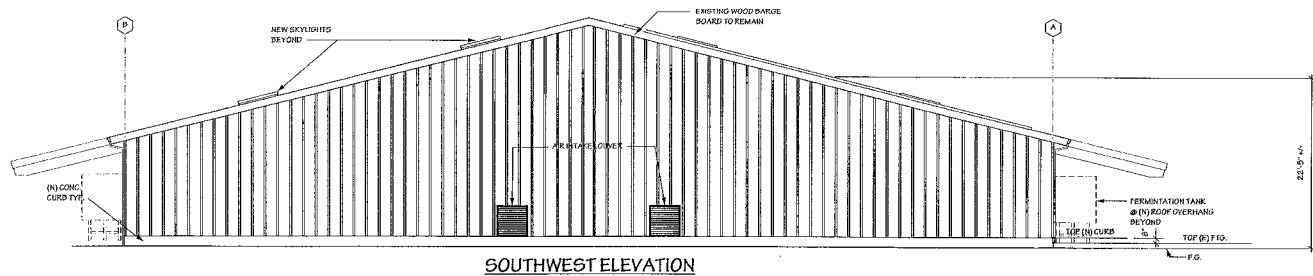 B
NEW SKYLIGHTS
BEYOND
EXISTING WOOD BARGE
BOARD TO REMAIN
A
AIR INTAKE LOUVER
22'-5" +/-
(N) CONC
CURB TYP.
FERMENTATION TANK
@ (N) ROOF OVERHANG
BEYOND
TOP (N) CURB
8"
TOP (E) FTG.
F.G.
SOUTHWEST ELEVATION